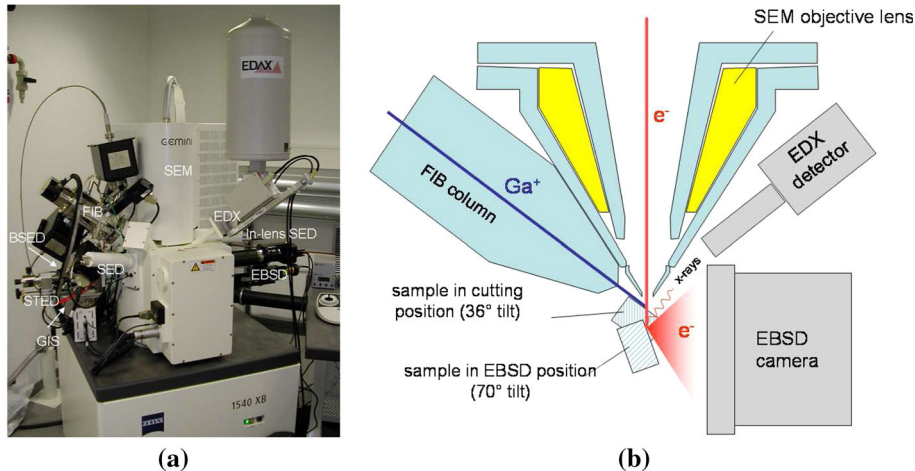 EDAX
GEMINI
SEM
FIB
EDX
BSED
In-lens SED
SED
EBSD
STED
GIS
1540 XB
ZEISS
(a)
SEM objective lens
e-
EDX
detector
Ga+
FIB column
x-rays
sample in cutting
position (36° tilt)
e-
EBSD
camera
sample in EBSD position
(70° tilt)
(b)